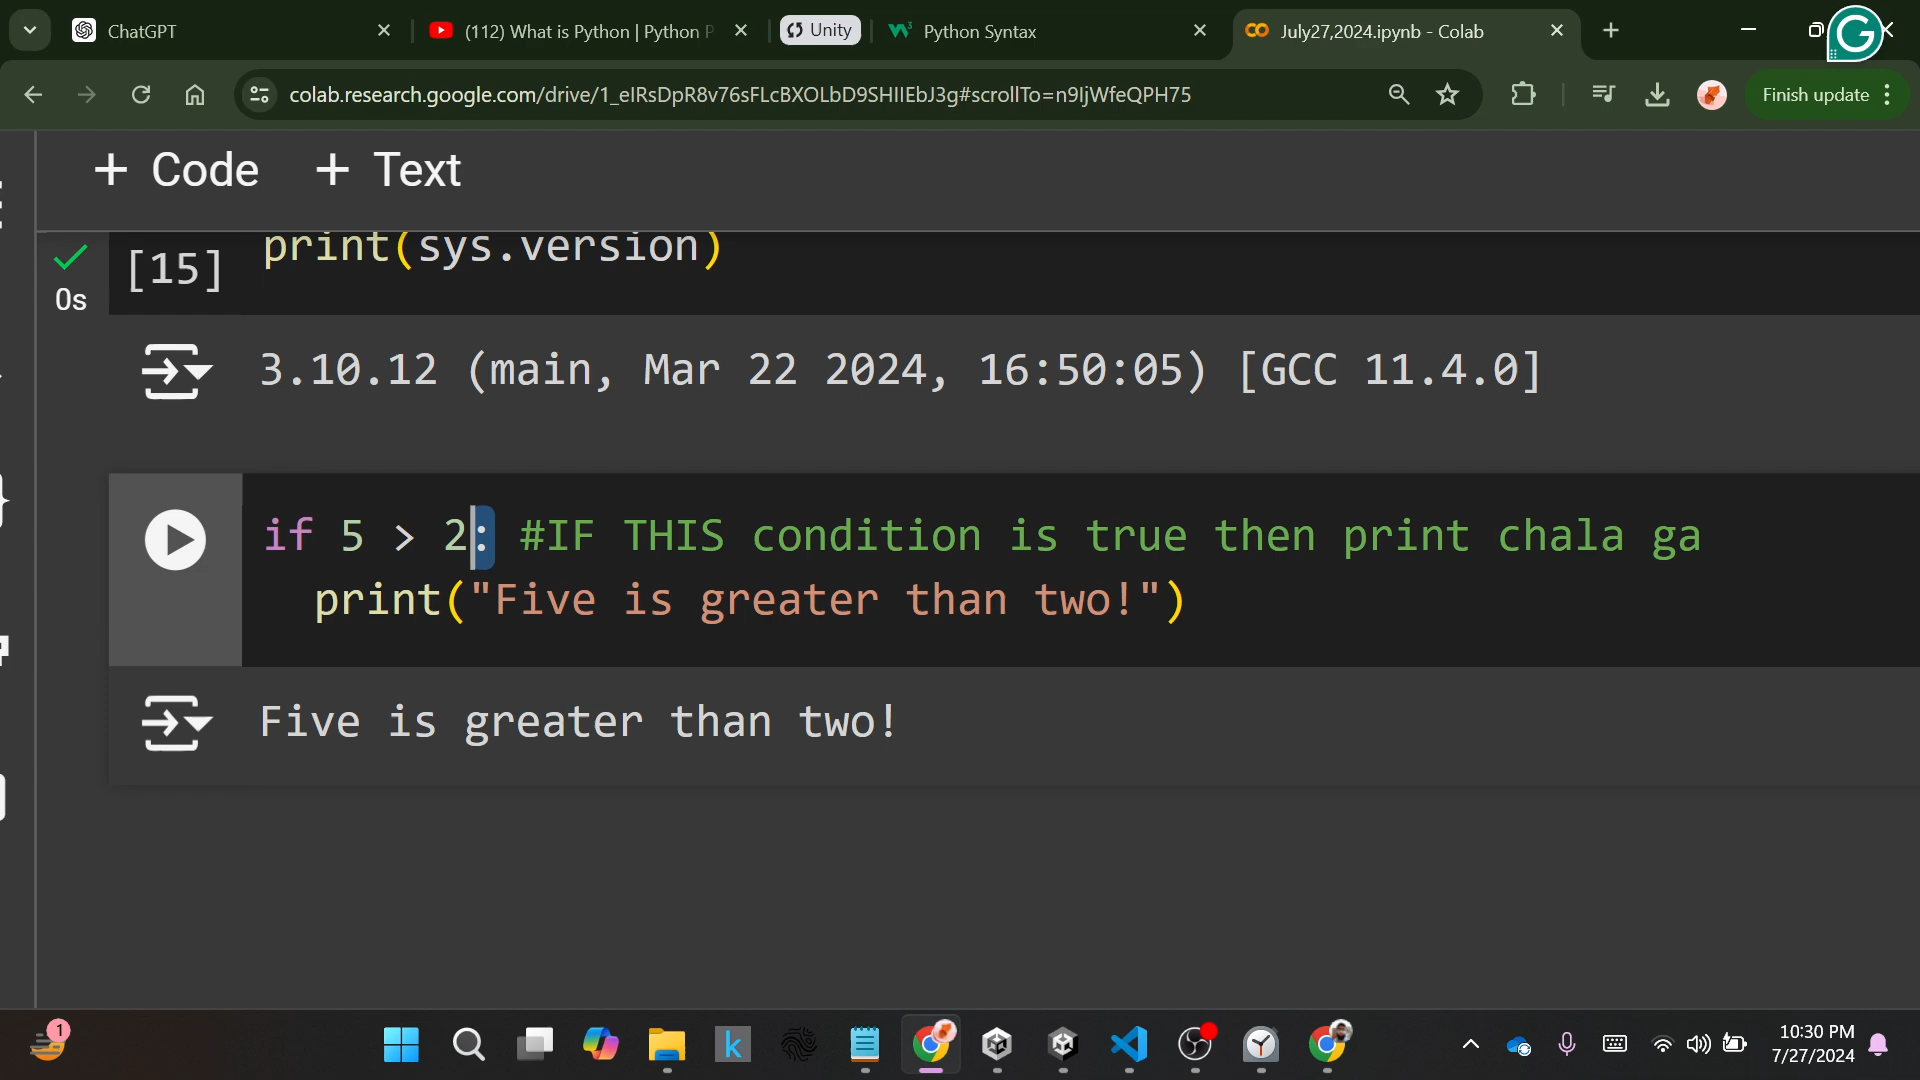 ChatGPT
(112) What is Python | Python P
Unity
Python Syntax
July27,2024.ipynb - Colab
colab.research.google.com/drive/1_eIRsDpR8v76sFLcBXOLbD9SHIIEbJ3g#scrollTo=n9IjWfeQPH75
Finish update
+ Code + Text
print(sys.version)
[15]
0s
3.10.12 (main, Mar 22 2024, 16:50:05) [GCC 11.4.0]
if 5 > 2: #IF THIS condition is true then print chala ga
print("Five is greater than two!")
Five is greater than two!
1
k
10:30 PM
7/27/2024